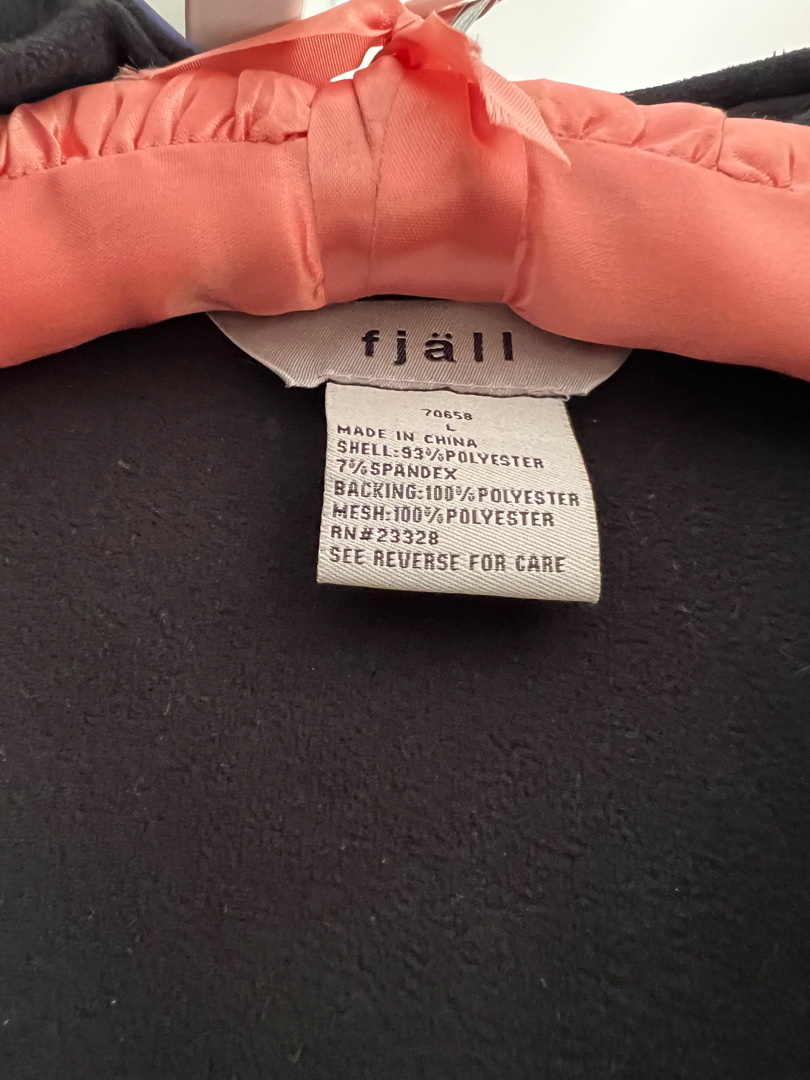 fjäll
70658
L
MADE IN CHINA
SHELL:93%POLYESTER
7%SPANDEX
BACKING:100%POLYESTER
MESH:100%POLYESTER
RN#23328
SEE REVERSE FOR CARE